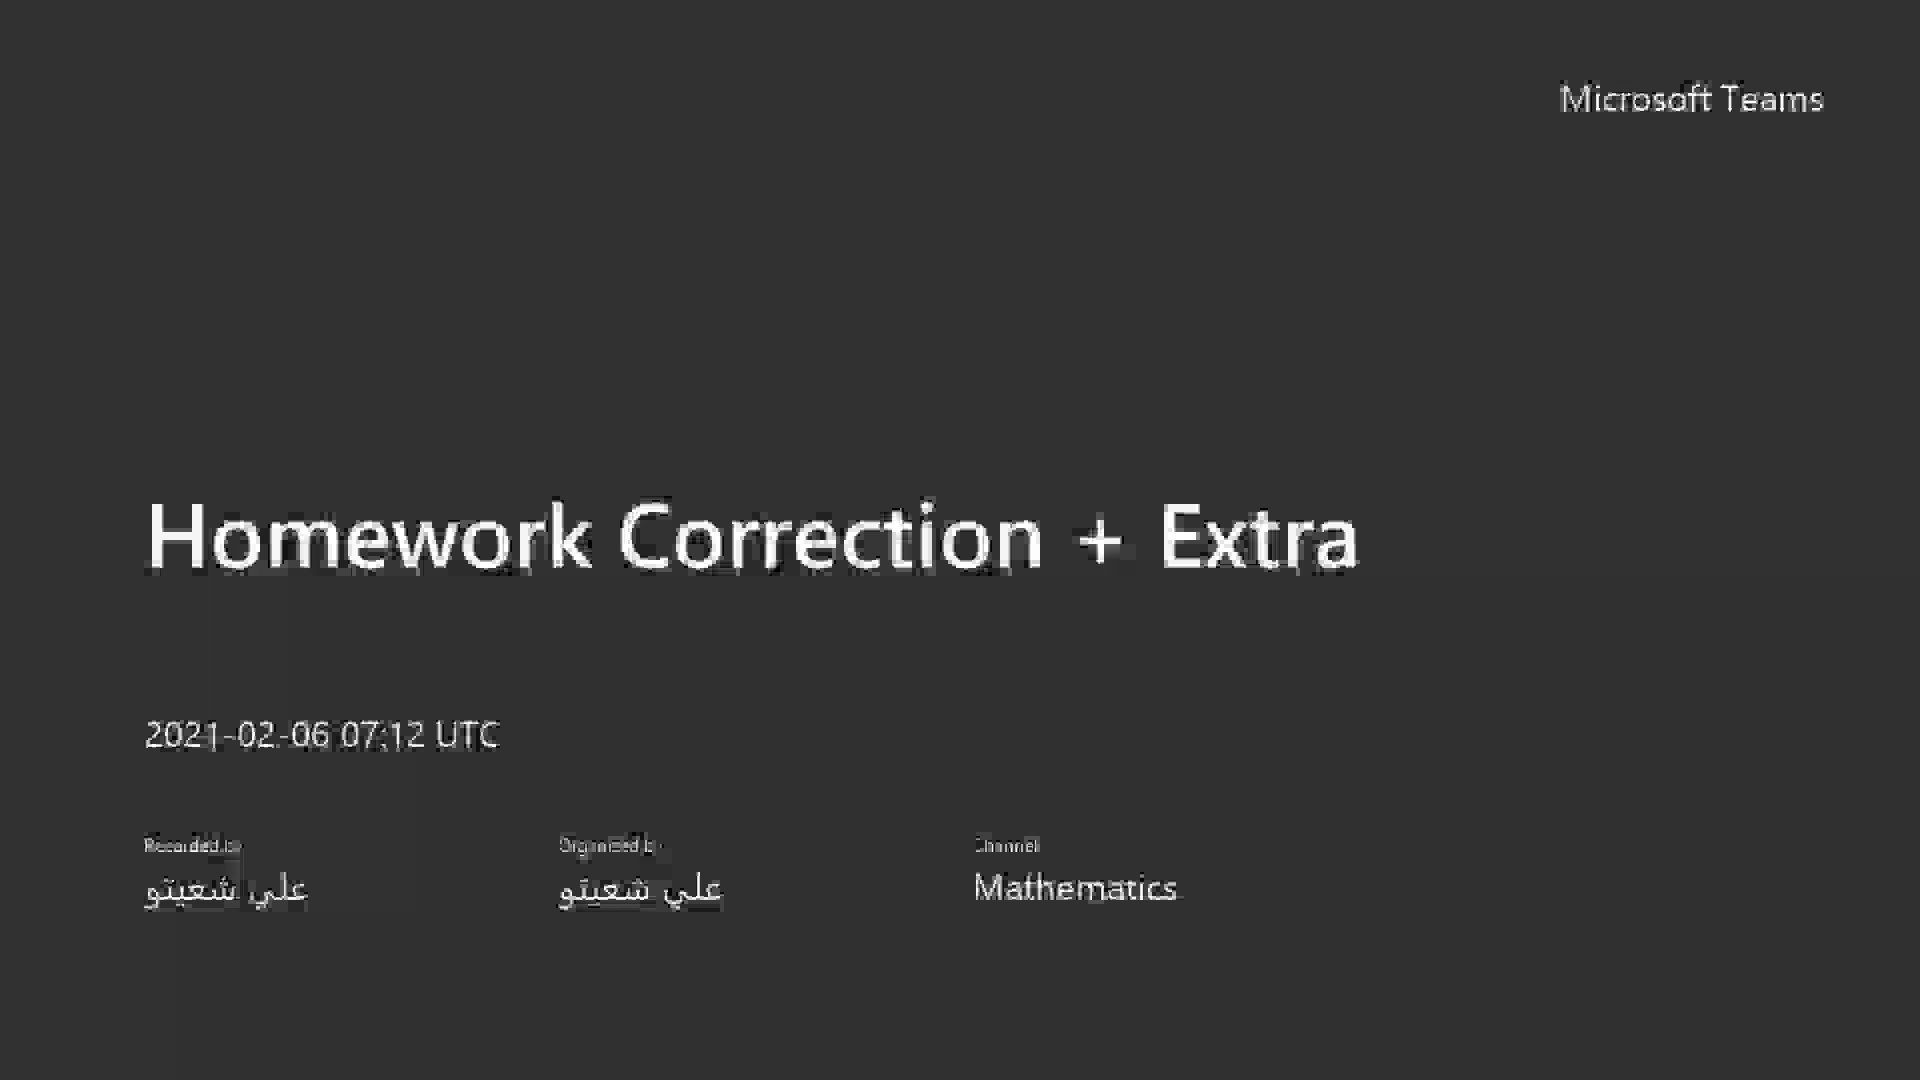 Microsoft Teams
Homework Correction + Extra
2021-02-06 07:12 UTC
Recorded by
Organized by
Channel
علي شعيتو
علي شعيتو
Mathematics